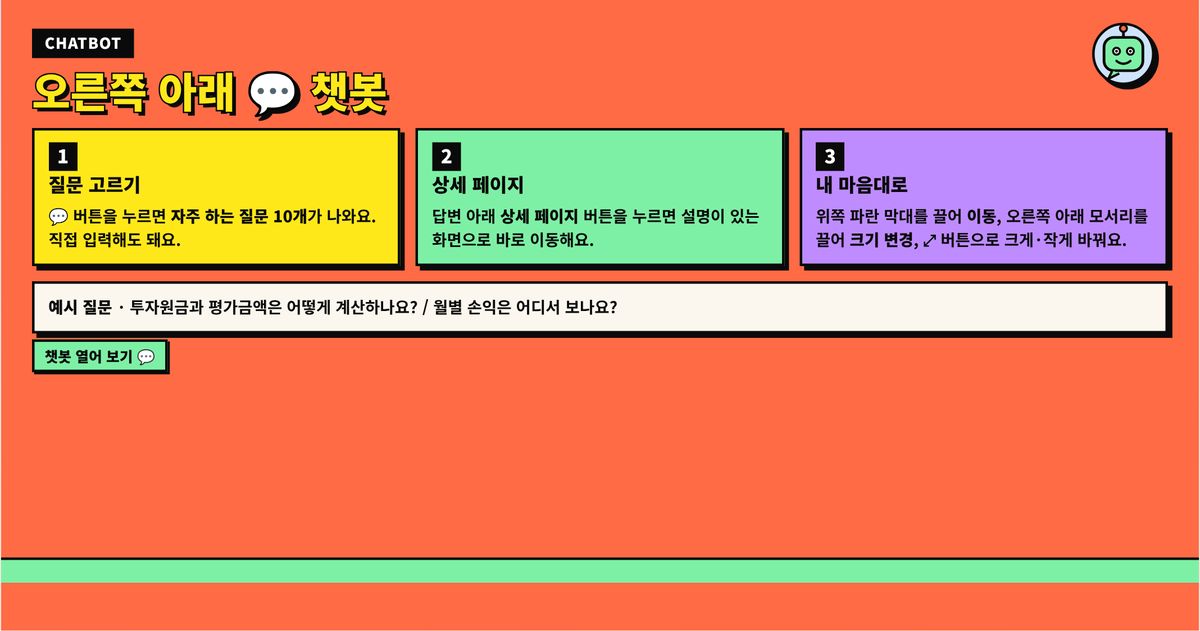 CHATBOT
오른쪽 아래 💬 챗봇
1
질문 고르기
💬 버튼을 누르면 자주 하는 질문 10개가 나와요.
직접 입력해도 돼요.
2
상세 페이지
답변 아래 상세 페이지 버튼을 누르면 설명이 있는
화면으로 바로 이동해요.
3
내 마음대로
위쪽 파란 막대를 끌어 이동, 오른쪽 아래 모서리를
끌어 크기 변경, ⤢ 버튼으로 크게·작게 바꿔요.
예시 질문 · 투자원금과 평가금액은 어떻게 계산하나요? / 월별 손익은 어디서 보나요?
챗봇 열어 보기 💬